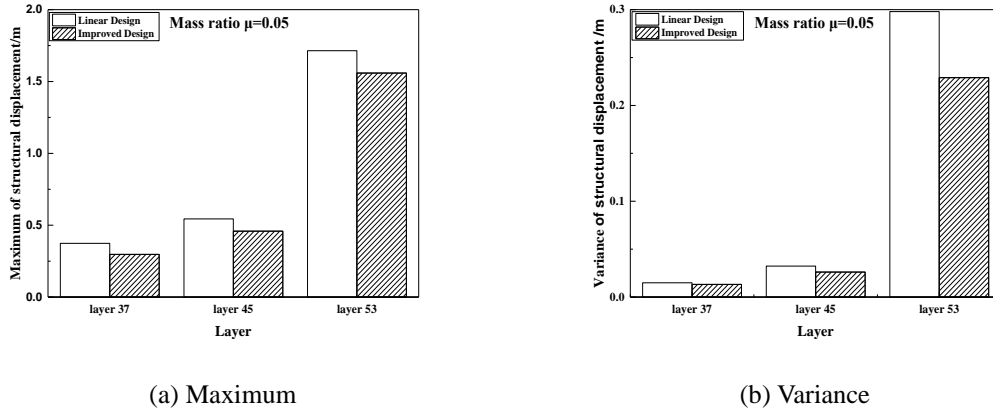 Linear Design
Improved Design
Mass ratio μ=0.05
Maximum of structural displacement/m
2.0
1.5
1.0
0.5
0.0
layer 37
layer 45
layer 53
Layer
(a) Maximum
Linear Design
Improved Design
Mass ratio μ=0.05
Variance of structural displacement /m
0.3
0.2
0.1
0.0
layer 37
layer 45
layer 53
Layer
(b) Variance